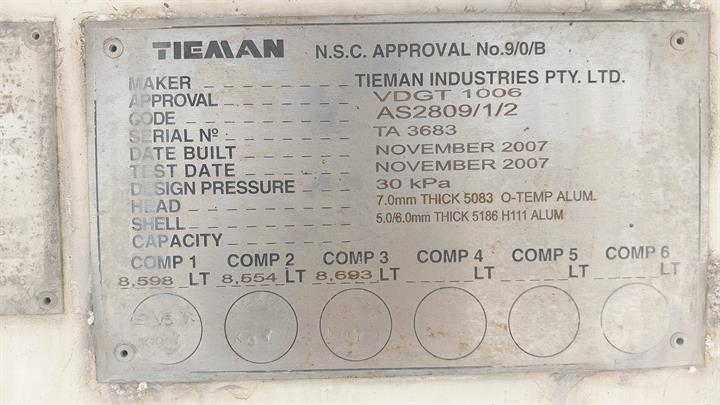 TIEMAN N.S.C. APPROVAL No.9/0/B
MAKER TIEMAN INDUSTRIES PTY. LTD.
APPROVAL VDGT 1006
CODE AS2809/1/2
SERIAL Nº TA 3683
DATE BUILT NOVEMBER 2007
TEST DATE NOVEMBER 2007
DESIGN PRESSURE 30 kPa
HEAD 7.0mm THICK 5083 O-TEMP ALUM.
SHELL 5.0/6.0mm THICK 5186 H111 ALUM
CAPACITY
COMP 1 COMP 2 COMP 3 COMP 4 COMP 5 COMP 6
8,598 LT 8,554 LT 8,693 LT LT LT LT